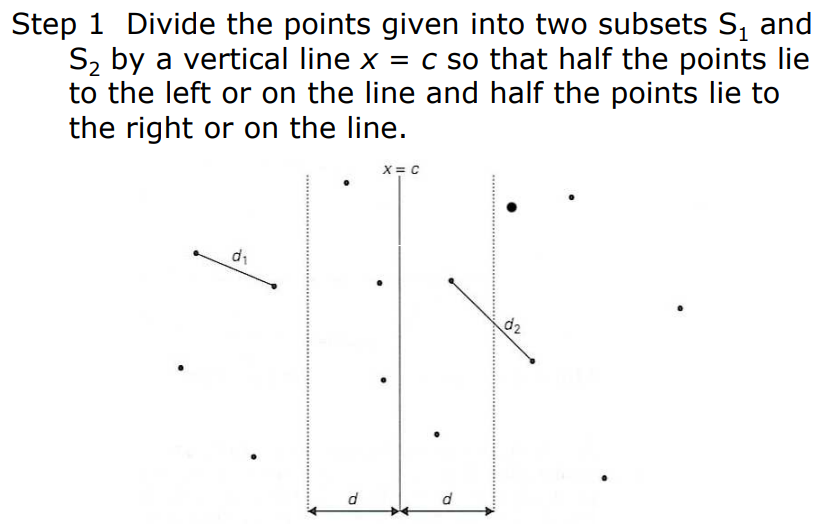 Step 1 Divide the points given into two subsets S₁ and
S₂ by a vertical line x = c so that half the points lie
to the left or on the line and half the points lie to
the right or on the line.
x = c
d₁
d₂
d d